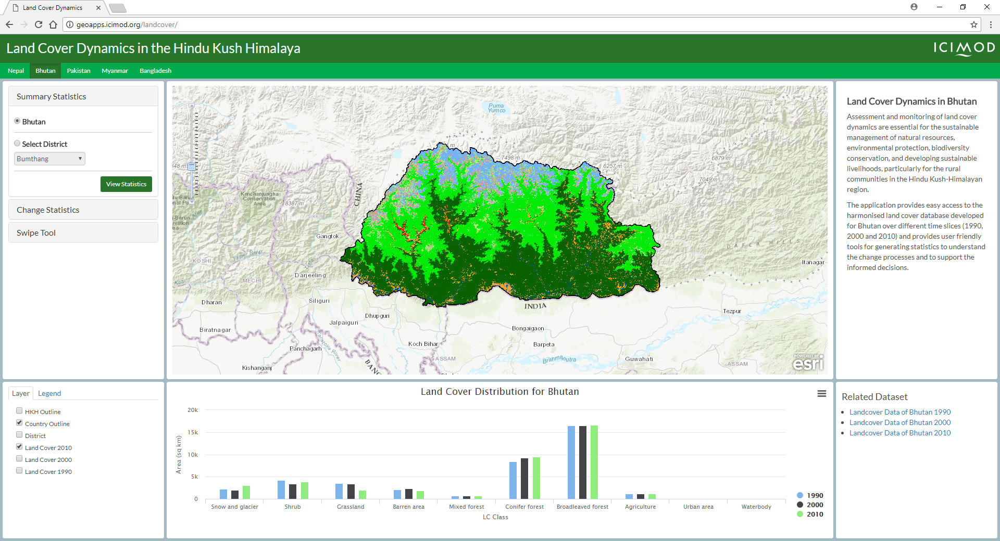 Land Cover Dynamics
geoapps.icimod.org/landcover/
Land Cover Dynamics in the Hindu Kush Himalaya
ICIMOD
Nepal Bhutan Pakistan Myanmar Bangladesh
Summary Statistics
Bhutan
Select District
Bumthang
View Statistics
Change Statistics
Swipe Tool
Puma
Yumco
7498 m
6879 m
6257 m
7049 m
Kanchanjungha
Conservation
Area
8387 m
SIKKIM
CHINA
Gangtok
KOSHI
Tamur River
Darjeeling
MECHI
DAFLA HILLS
Itanagar
Siliguri
Dharan
INDIA
Dhupguri
Tezpur
Jalpaiguri
Biratnagar
Bongaigaon
Koch Bihar
Barpeta
Panchagarh
Karatoya River
ASSAM
Guwahati
ASSAM
Kishanganj
POWERED BY
esri
Land Cover Dynamics in Bhutan
Assessment and monitoring of land cover
dynamics are essential for the sustainable
management of natural resources,
environmental protection, biodiversity
conservation, and developing sustainable
livelihoods, particularly for the rural
communities in the Hindu Kush-Himalayan
region.
The application provides easy access to the
harmonised land cover database developed
for Bhutan over different time slices (1990,
2000 and 2010) and provides user friendly
tools for generating statistics to understand
the change processes and to support the
informed decisions.
Layer Legend
HKH Outline
Country Outline
District
Land Cover 2010
Land Cover 2000
Land Cover 1990
Land Cover Distribution for Bhutan
20k
15k
10k
5k
0
Area (sq km)
Snow and glacier Shrub Grassland Barren area Mixed forest Conifer forest Broadleaved forest Agriculture Urban area Waterbody
LC Class
1990
2000
2010
Related Dataset
Landcover Data of Bhutan 1990
Landcover Data of Bhutan 2000
Landcover Data of Bhutan 2010